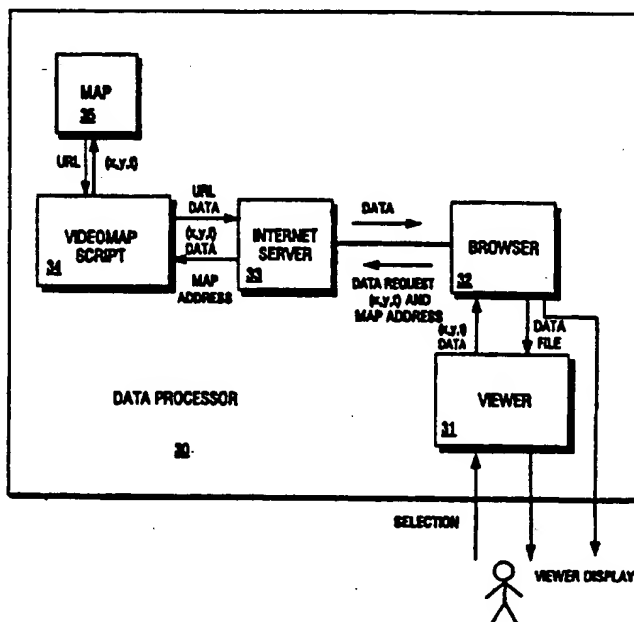 MAP
35
URL
(x,y,t)
VIDEOMAP
SCRIPT
34
URL
DATA
(x,y,t)
DATA
MAP
ADDRESS
INTERNET
SERVER
33
DATA
DATA REQUEST
(x,y,t) AND
MAP ADDRESS
BROWSER
32
(x,y,t)
DATA
DATA
FILE
VIEWER
31
DATA PROCESSOR
30
SELECTION
VIEWER DISPLAY